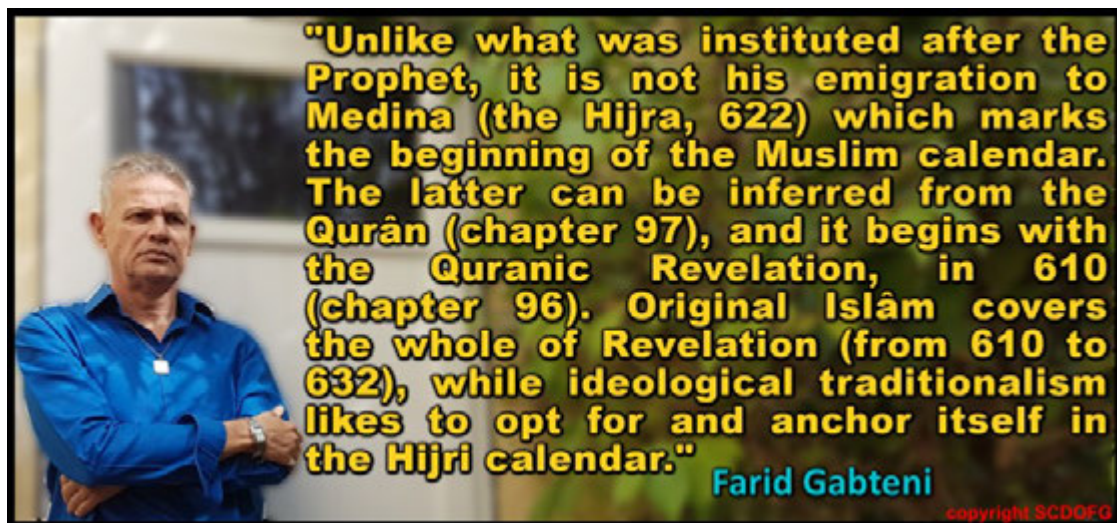 "Unlike what was instituted after the
Prophet, it is not his emigration to
Medina (the Hijra, 622) which marks
the beginning of the Muslim calendar.
The latter can be inferred from the
Qurân (chapter 97), and it begins with
the Quranic Revelation, in 610
(chapter 96). Original Islâm covers
the whole of Revelation (from 610 to
632), while ideological traditionalism
likes to opt for and anchor itself in
the Hijri calendar."
Farid Gabteni
copyright SCDOFG